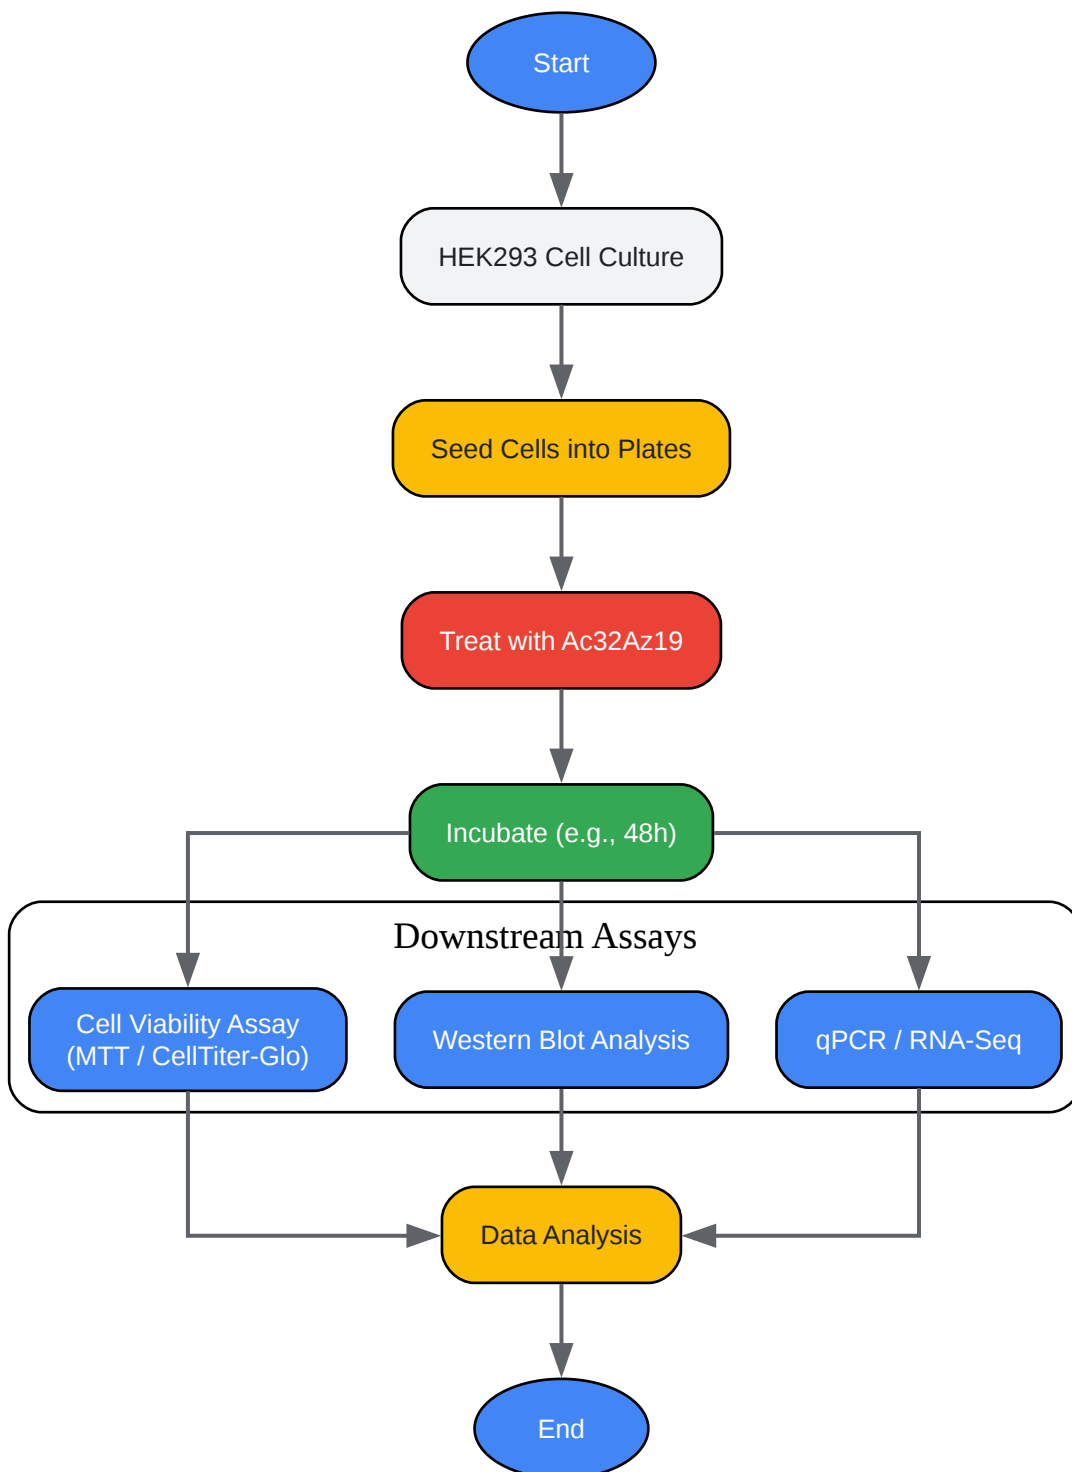 Start
HEK293 Cell Culture
Seed Cells into Plates
Treat with Ac32Az19
Incubate (e.g., 48h)
Downstream Assays
Cell Viability Assay
(MTT / CellTiter-Glo)
Western Blot Analysis
qPCR / RNA-Seq
Data Analysis
End